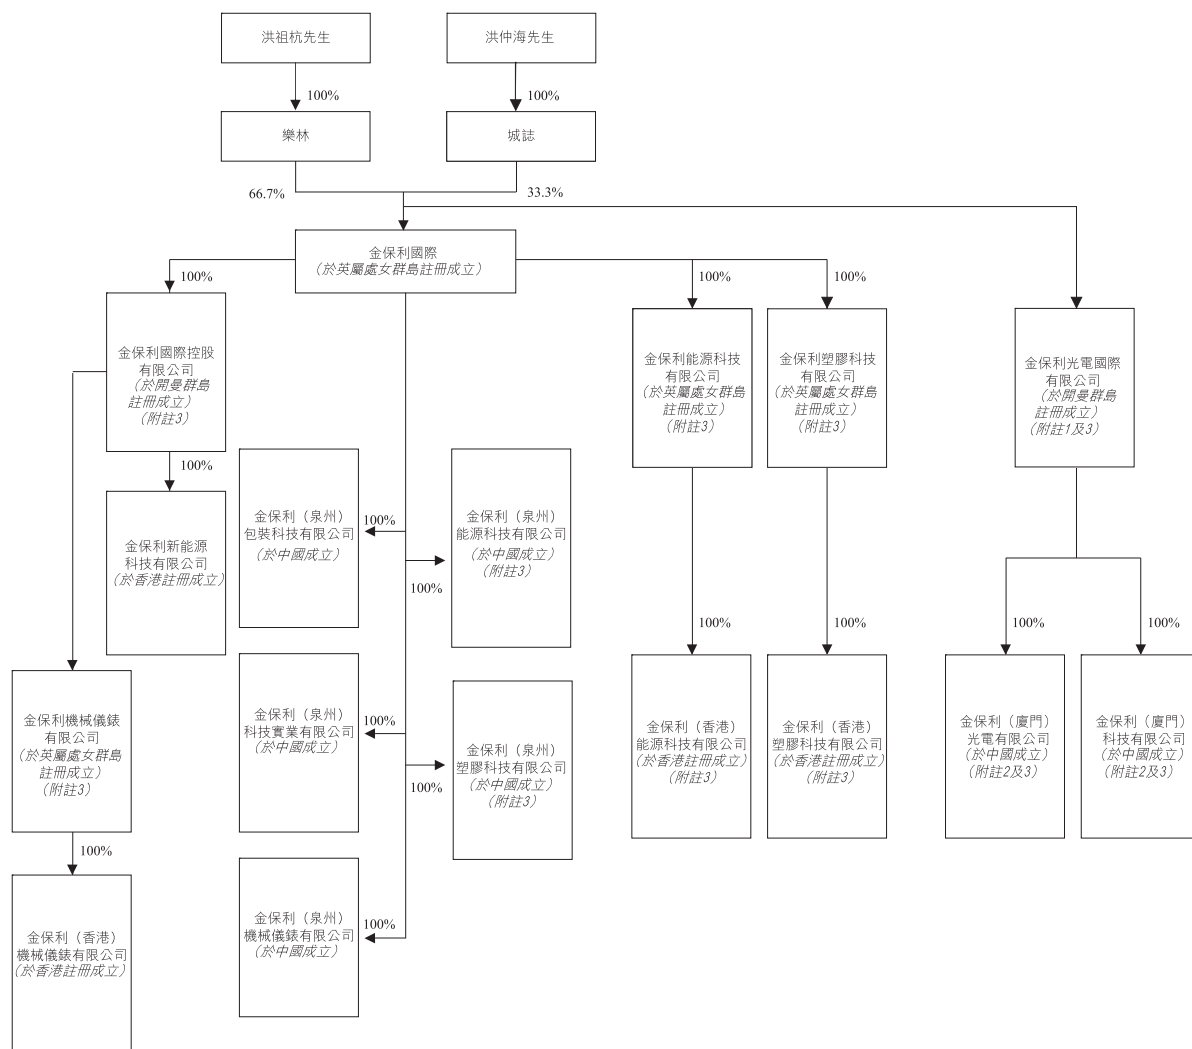 洪祖杭先生
洪仲海先生
100%
100%
樂林
城誌
66.7%
33.3%
金保利國際
（於英屬處女群島註冊成立）
100%
100%
100%
金保利國際控股
有限公司
（於開曼群島
註冊成立）
（附註3）
金保利能源科技
有限公司
（於英屬處女群島
註冊成立）
（附註3）
金保利塑膠科技
有限公司
（於英屬處女群島
註冊成立）
（附註3）
金保利光電國際
有限公司
（於開曼群島
註冊成立）
（附註1及3）
100%
金保利新能源
科技有限公司
（於香港註冊成立）
金保利（泉州）
包裝科技有限公司
（於中國成立）
100%
金保利（泉州）
能源科技有限公司
（於中國成立）
（附註3）
100%
100%
100%
100%
100%
金保利機械儀錶
有限公司
（於英屬處女群島
註冊成立）
（附註3）
金保利（泉州）
科技實業有限公司
（於中國成立）
100%
金保利（泉州）
塑膠科技有限公司
（於中國成立）
（附註3）
100%
金保利（香港）
能源科技有限公司
（於香港註冊成立）
（附註3）
金保利（香港）
塑膠科技有限公司
（於香港註冊成立）
（附註3）
金保利（廈門）
光電有限公司
（於中國成立）
（附註2及3）
金保利（廈門）
科技有限公司
（於中國成立）
（附註2及3）
100%
金保利（香港）
機械儀錶有限公司
（於香港註冊成立）
金保利（泉州）
機械儀錶有限公司
（於中國成立）
100%